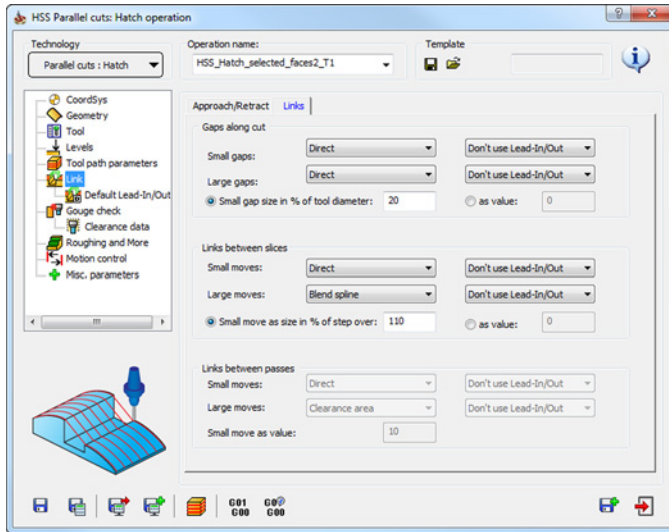 HSS Parallel cuts: Hatch operation
Technology
Parallel cuts : Hatch
Operation name:
HSS_Hatch_selected_faces2_T1
Template
CoordSys
Geometry
Tool
Levels
Tool path parameters
Link
Default Lead-In/Out
Gouge check
Clearance data
Roughing and More
Motion control
Misc. parameters
Approach/Retract Links
Gaps along cut
Small gaps: Direct Don't use Lead-In/Out
Large gaps: Direct Don't use Lead-In/Out
Small gap size in % of tool diameter: 20 as value: 0
Links between slices
Small moves: Direct Don't use Lead-In/Out
Large moves: Blend spline Don't use Lead-In/Out
Small move as size in % of step over: 110 as value: 0
Links between passes
Small moves: Direct Don't use Lead-In/Out
Large moves: Clearance area Don't use Lead-In/Out
Small move as value: 10
G01 G0
G00 G00